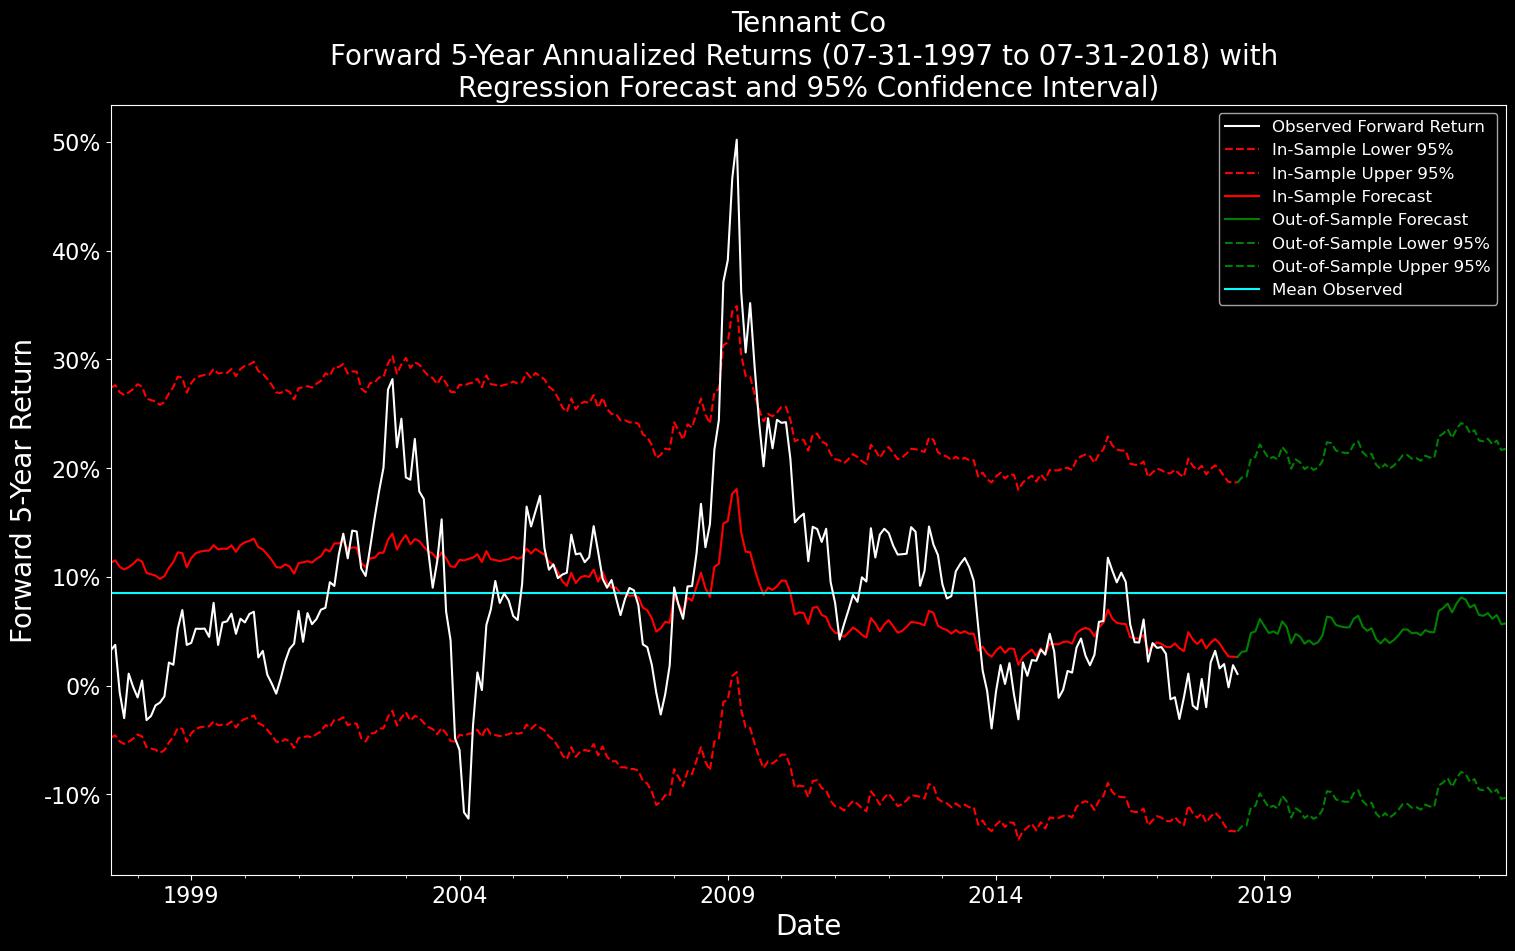 Tennant Co
Forward 5-Year Annualized Returns (07-31-1997 to 07-31-2018) with
Regression Forecast and 95% Confidence Interval)
Observed Forward Return
In-Sample Lower 95%
In-Sample Upper 95%
In-Sample Forecast
Out-of-Sample Forecast
Out-of-Sample Lower 95%
Out-of-Sample Upper 95%
Mean Observed
Forward 5-Year Return
50%
40%
30%
20%
10%
0%
-10%
1999
2004
2009
2014
2019
Date